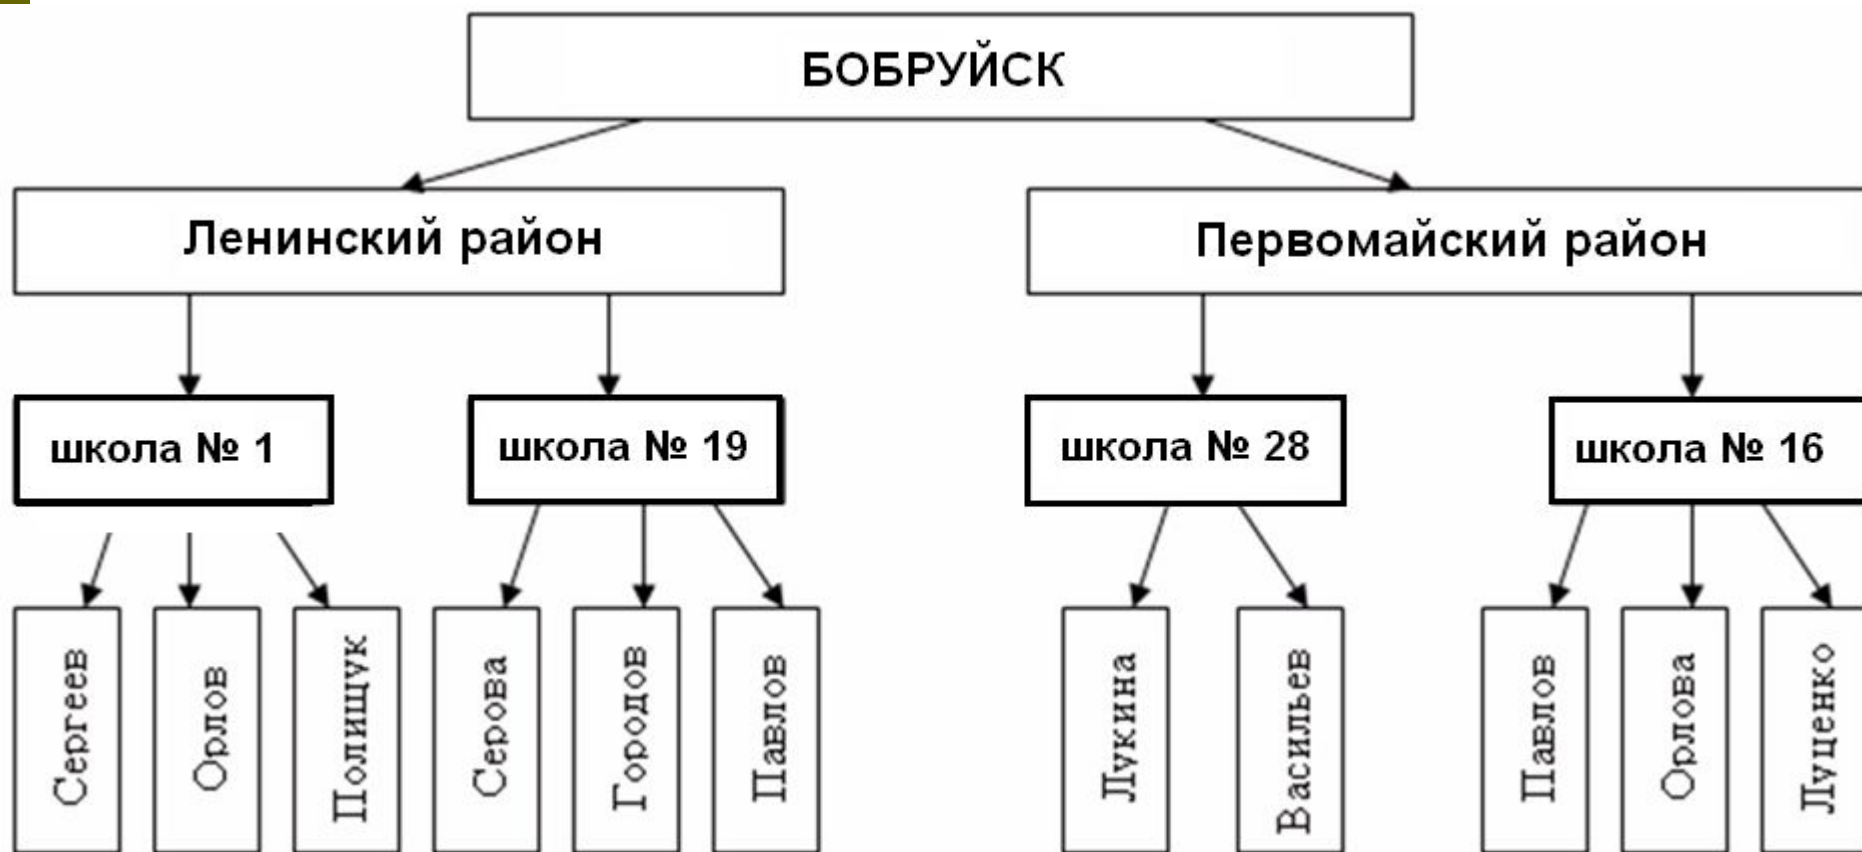 БОБРУЙСК
Ленинский район
Первомайский район
школа № 1
школа № 19
школа № 28
школа № 16
Сергеев
Орлов
Полищук
Серова
Городов
Павлов
Лукина
Васильев
Павлов
Орлова
Луценко